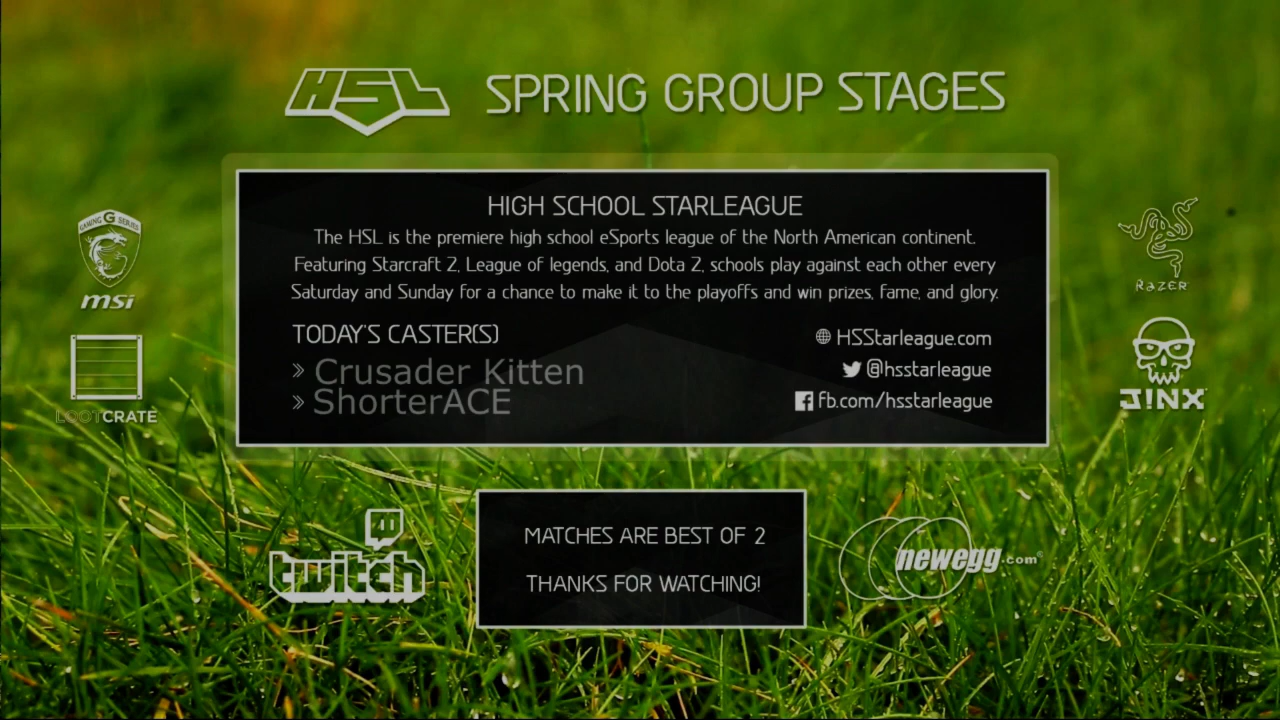 HSL SPRING GROUP STAGES
HIGH SCHOOL STARLEAGUE
The HSL is the premiere high school eSports league of the North American continent.
Featuring Starcraft 2, League of legends, and Dota 2, schools play against each other every
Saturday and Sunday for a chance to make it to the playoffs and win prizes, fame, and glory.
TODAY'S CASTER(S)
» Crusader Kitten
» ShorterACE
HSStarleague.com
@hsstarleague
fb.com/hsstarleague
GAMING G SERIES
msi
LOOTCRATE
RAZER
JINX
twitch
MATCHES ARE BEST OF 2
THANKS FOR WATCHING!
newegg.com®